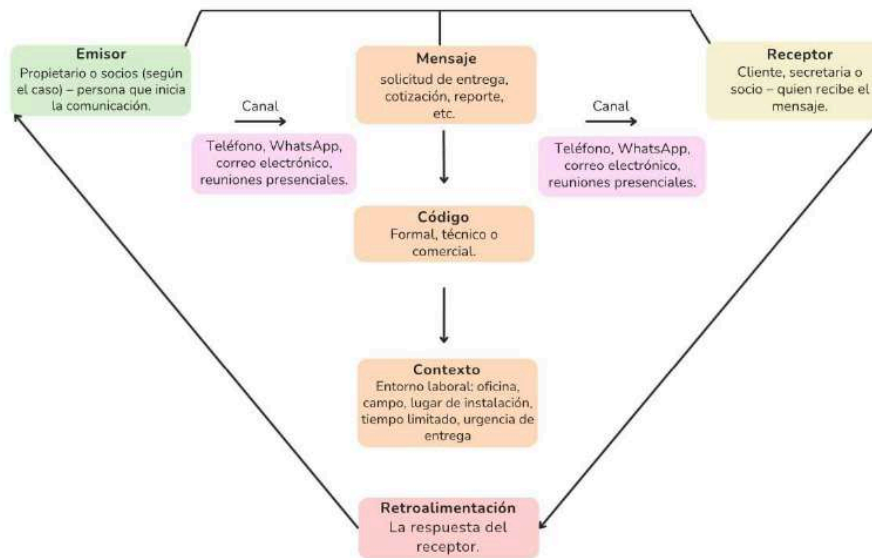 Emisor
Propietario o socios (según
el caso) – persona que inicia
la comunicación.
Canal
Teléfono, WhatsApp,
correo electrónico,
reuniones presenciales.
Mensaje
solicitud de entrega,
cotización, reporte,
etc.
Canal
Teléfono, WhatsApp,
correo electrónico,
reuniones presenciales.
Receptor
Cliente, secretaria o
socio – quien recibe el
mensaje.
Código
Formal, técnico o
comercial.
Contexto
Entorno laboral: oficina,
campo, lugar de instalación,
tiempo limitado, urgencia de
entrega
Retroalimentación
La respuesta del
receptor.